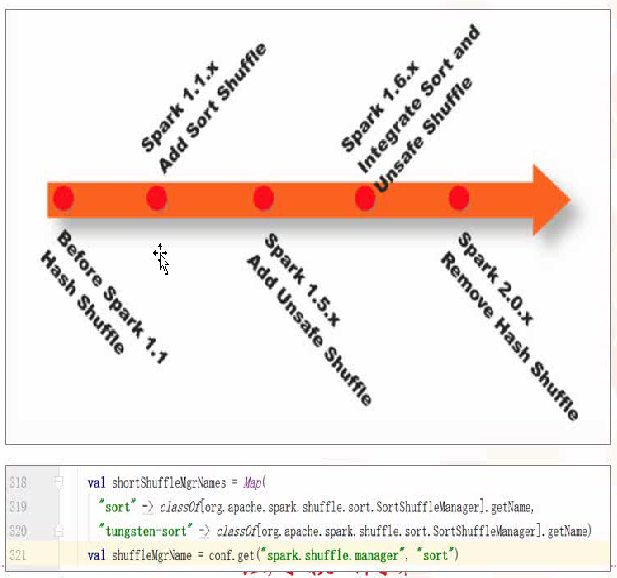 Spark 1.1.x
Add Sort Shuffle
Spark 1.6.x
Integrate Sort and
Unsafe Shuffle
Before Spark 1.1
Hash Shuffle
Spark 1.5.x
Add Unsafe Shuffle
Spark 2.0.x
Remove Hash Shuffle
318 val shortShuffleMgrNames = Map(
319 "sort" -> classOf[org.apache.spark.shuffle.sort.SortShuffleManager].getName,
320 "tungsten-sort" -> classOf[org.apache.spark.shuffle.sort.SortShuffleManager].getName)
321 val shuffleMgrName = conf.get("spark.shuffle.manager", "sort")